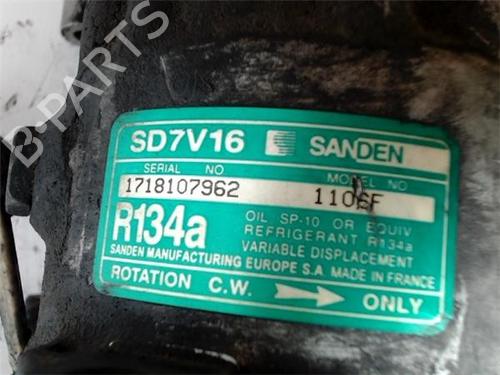 B-PARTS
SD7V16 SANDEN
SERIAL NO MODEL NO
1718107962
R134a
OIL SP-10 OR EQUIV
REFRIGERANT R134a
VARIABLE DISPLACEMENT
SANDEN MANUFACTURING EUROPE S.A. MADE IN FRANCE
ROTATION C.W. ONLY